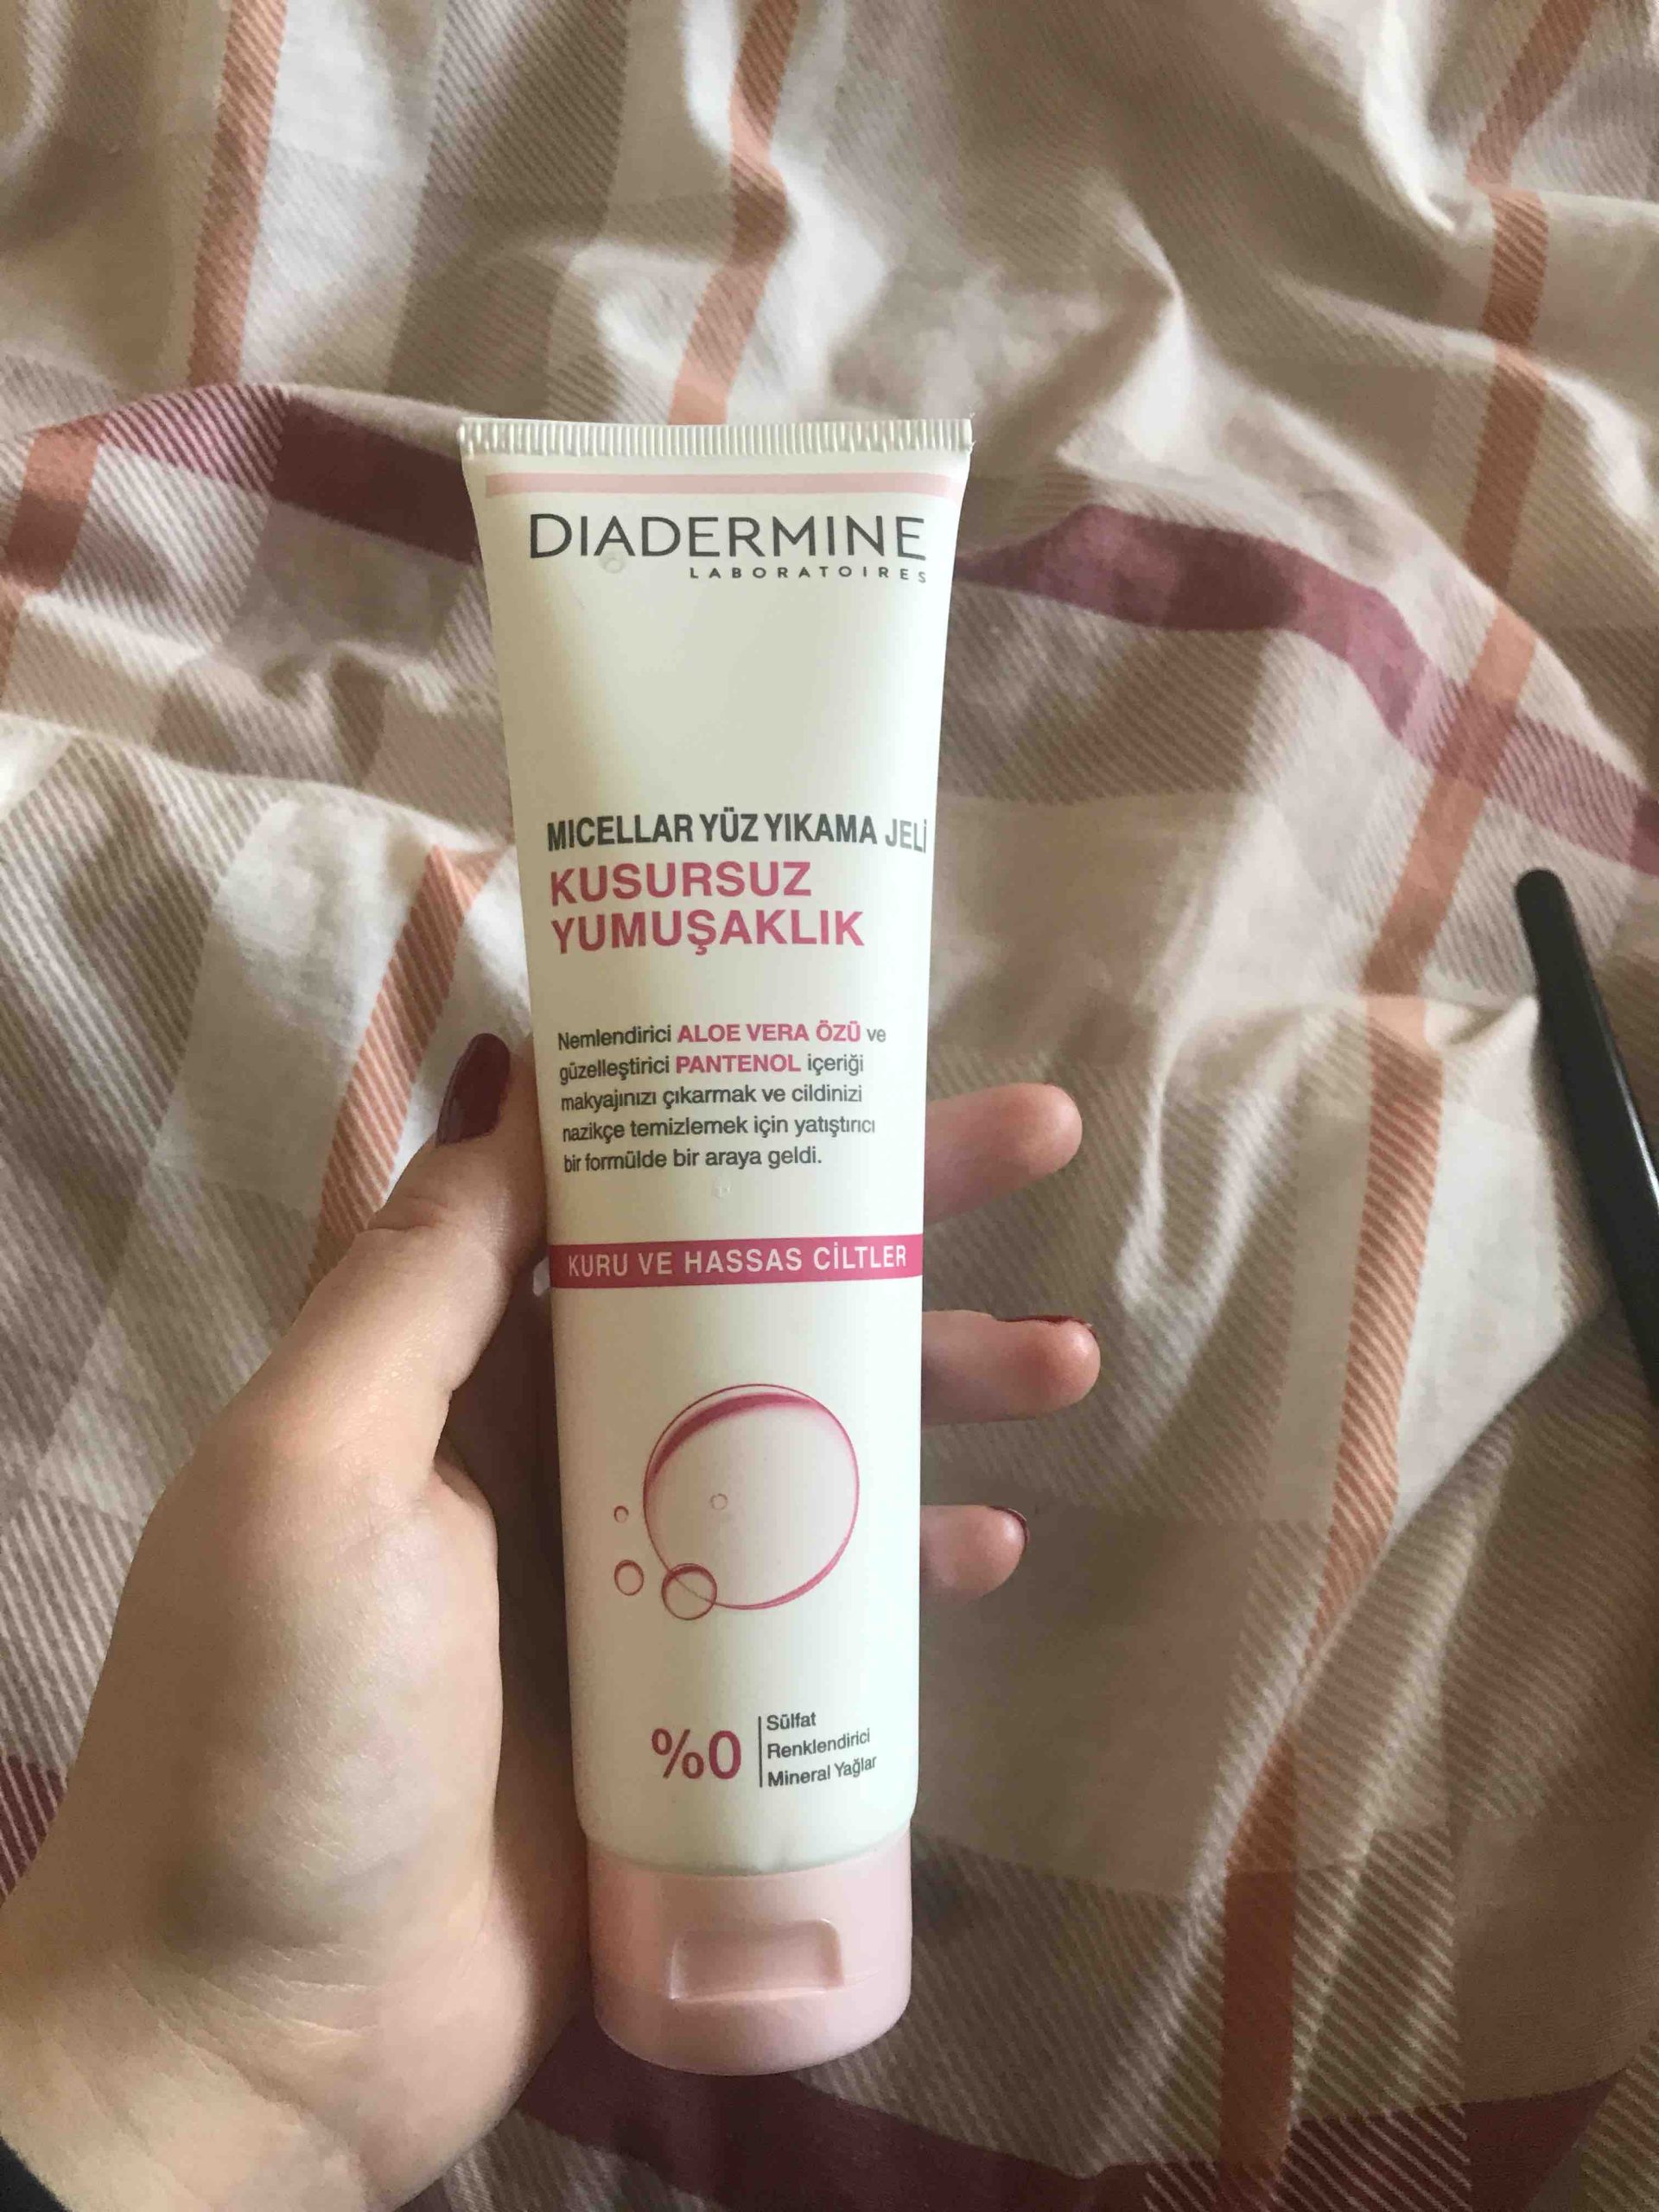 DIADERMINE
LABORATOIRES
MICELLAR YÜZ YIKAMA JELİ
KUSURSUZ
YUMUŞAKLIK
Nemlendirici ALOE VERA ÖZÜ ve
güzelleştirici PANTENOL içeriği
makyajınızı çıkarmak ve cildinizi
nazikçe temizlemek için yatıştırıcı
bir formülde bir araya geldi.
KURU VE HASSAS CİLTLER
%0
Sülfat
Renklendirici
Mineral Yağlar